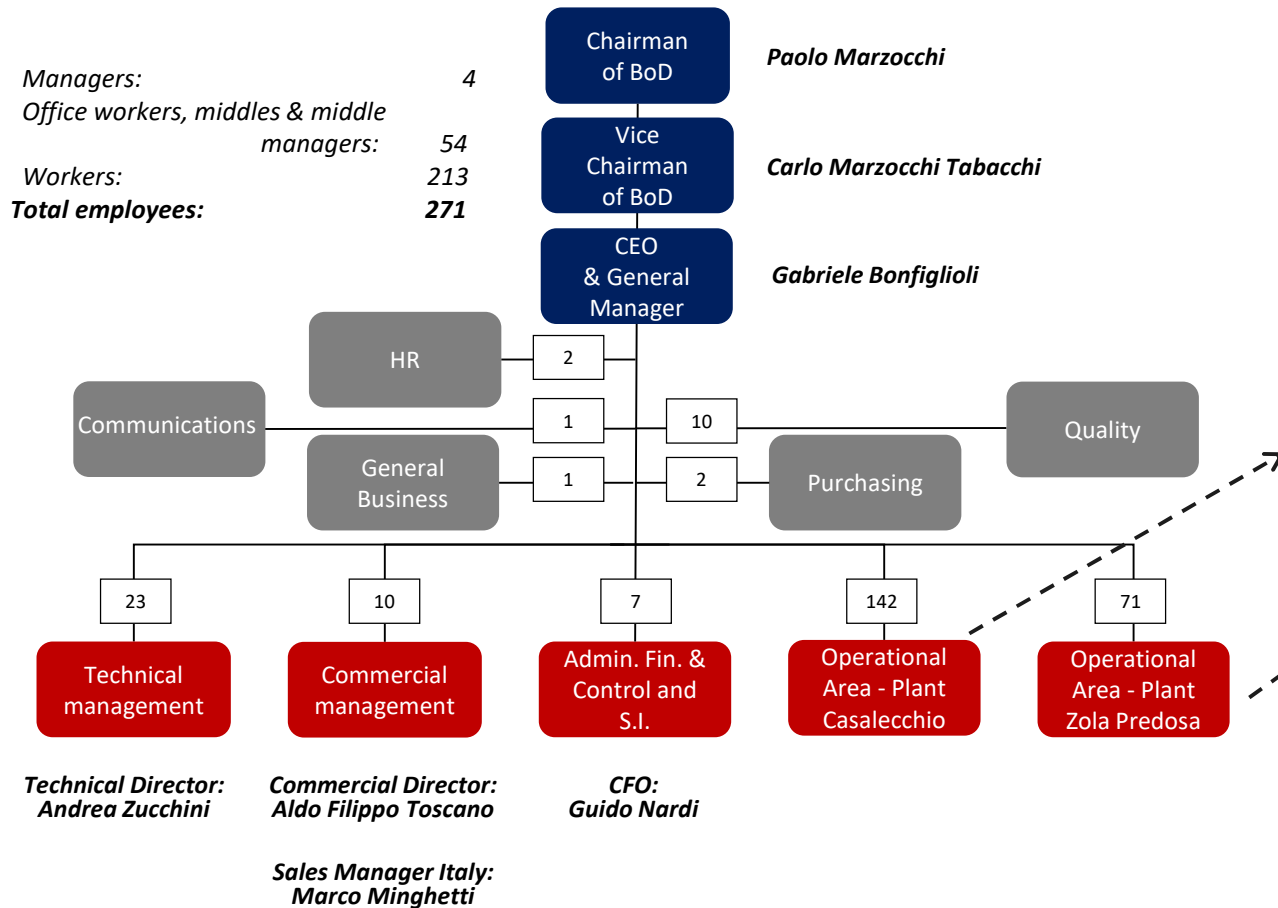 Chairman
of BoD
Paolo Marzocchi
Managers: 4
Office workers, middles & middle
managers: 54
Workers: 213
Total employees: 271
Vice
Chairman
of BoD
Carlo Marzocchi Tabacchi
CEO
& General
Manager
Gabriele Bonfiglioli
HR
2
Communications
1
10
Quality
General
Business
1
2
Purchasing
23
10
7
142
71
Technical
management
Commercial
management
Admin. Fin. &
Control and
S.I.
Operational
Area - Plant
Casalecchio
Operational
Area - Plant
Zola Predosa
Technical Director:
Andrea Zucchini
Commercial Director:
Aldo Filippo Toscano
CFO:
Guido Nardi
Sales Manager Italy:
Marco Minghetti